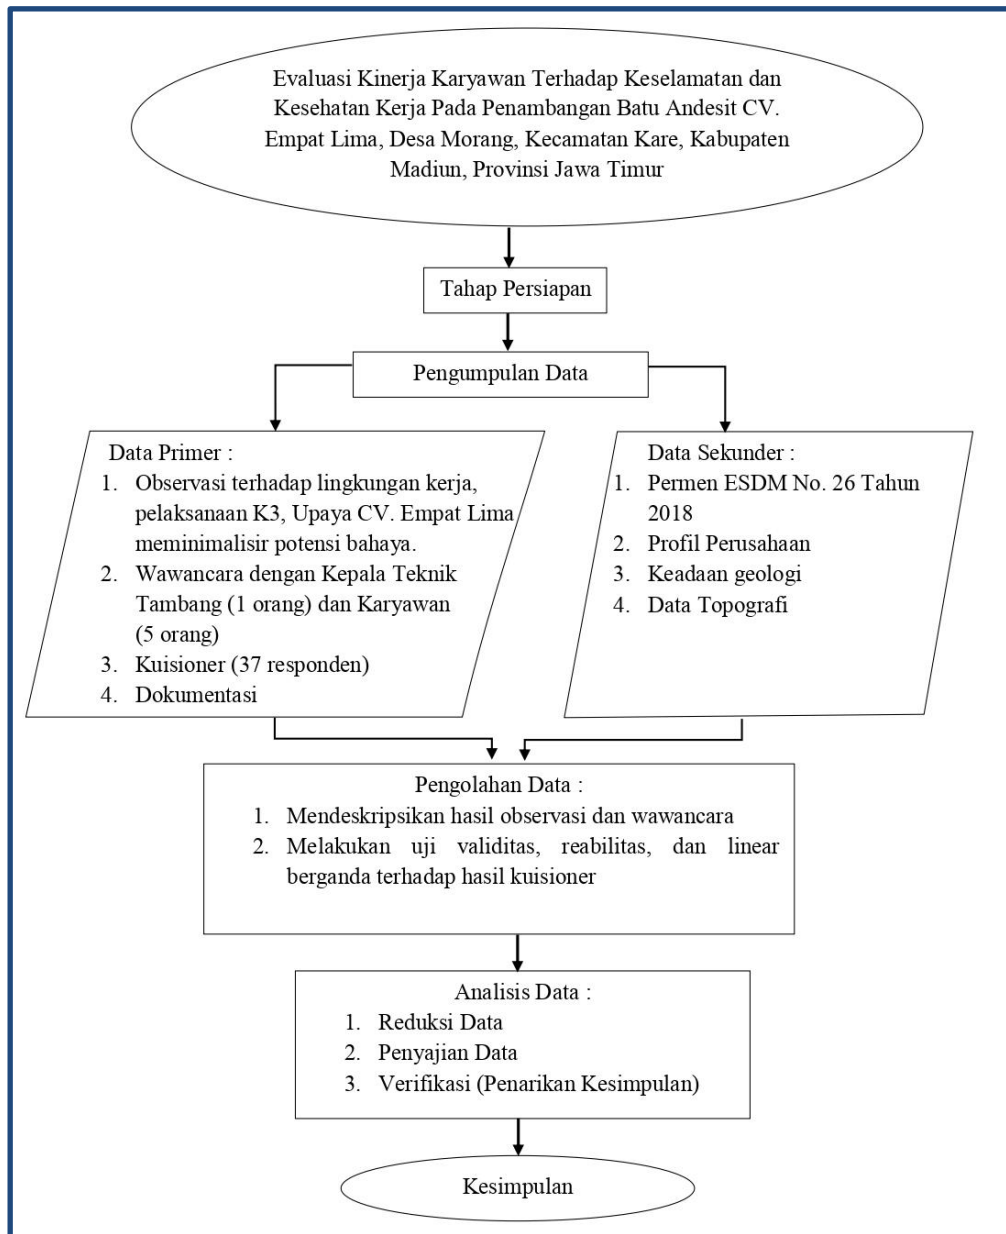 Evaluasi Kinerja Karyawan Terhadap Keselamatan dan
Kesehatan Kerja Pada Penambangan Batu Andesit CV.
Empat Lima, Desa Morang, Kecamatan Kare, Kabupaten
Madiun, Provinsi Jawa Timur
Tahap Persiapan
Pengumpulan Data
Data Primer :
1. Observasi terhadap lingkungan kerja,
pelaksanaan K3, Upaya CV. Empat Lima
meminimalisir potensi bahaya.
2. Wawancara dengan Kepala Teknik
Tambang (1 orang) dan Karyawan
(5 orang)
3. Kuisioner (37 responden)
4. Dokumentasi
Data Sekunder :
1. Permen ESDM No. 26 Tahun
2018
2. Profil Perusahaan
3. Keadaan geologi
4. Data Topografi
Pengolahan Data :
1. Mendeskripsikan hasil observasi dan wawancara
2. Melakukan uji validitas, reabilitas, dan linear
berganda terhadap hasil kuisioner
Analisis Data :
1. Reduksi Data
2. Penyajian Data
3. Verifikasi (Penarikan Kesimpulan)
Kesimpulan